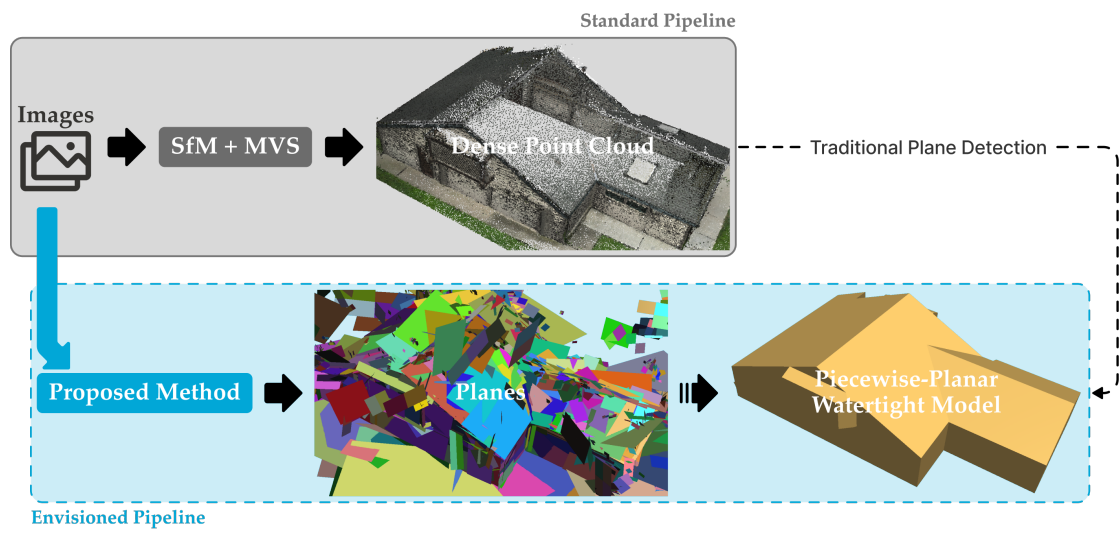 Standard Pipeline
Images
SfM + MVS
Dense Point Cloud
Traditional Plane Detection
Proposed Method
Planes
Piecewise-Planar
Watertight Model
Envisioned Pipeline